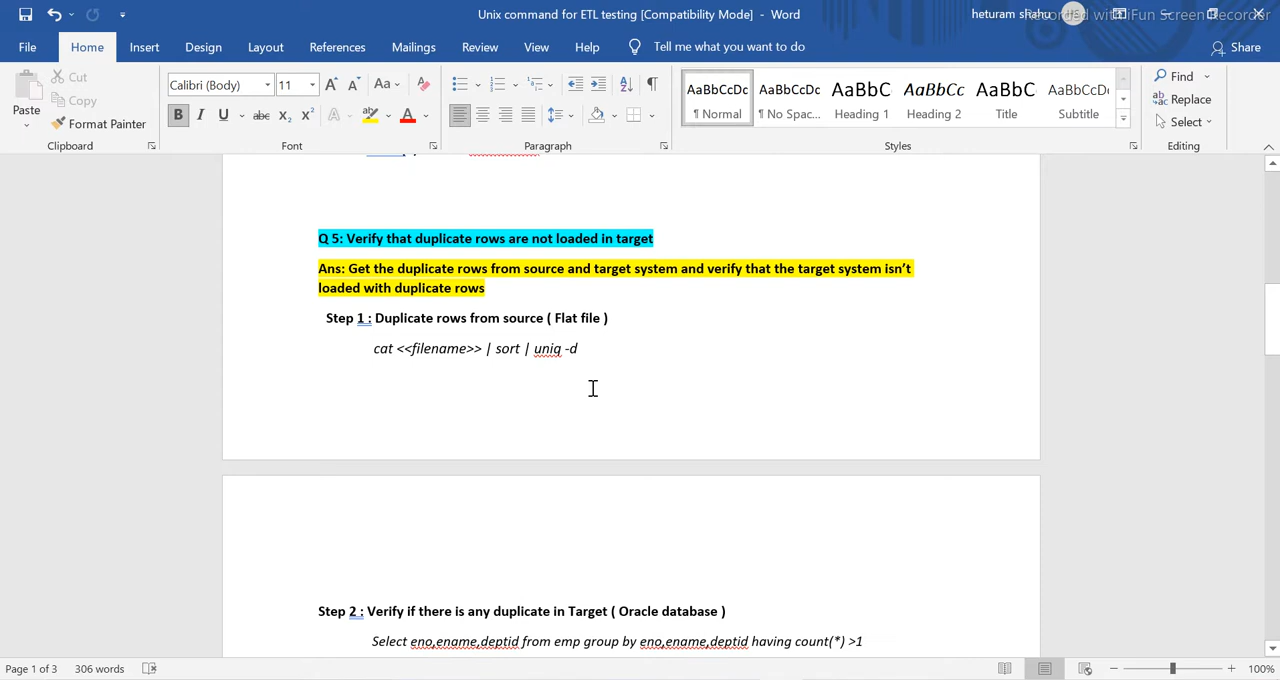 Unix command for ETL testing [Compatibility Mode] - Word
heturam shahu
Recorded with iFun Screen Recorder
File Home Insert Design Layout References Mailings Review View Help Tell me what you want to do Share
Paste
Cut
Copy
Format Painter
Clipboard
Calibri (Body) 11
Font
Paragraph
AaBbCcDc AaBbCcDc AaBbC AaBbCc AaBbC AaBbCcDc
¶ Normal ¶ No Spac... Heading 1 Heading 2 Title Subtitle
Styles
Find
Replace
Select
Editing
Q 5: Verify that duplicate rows are not loaded in target
Ans: Get the duplicate rows from source and target system and verify that the target system isn’t
loaded with duplicate rows
Step 1 : Duplicate rows from source ( Flat file )
cat <<filename>> | sort | uniq -d
Step 2 : Verify if there is any duplicate in Target ( Oracle database )
Select eno,ename,deptid from emp group by eno,ename,deptid having count(*) >1
Page 1 of 3 306 words 100%